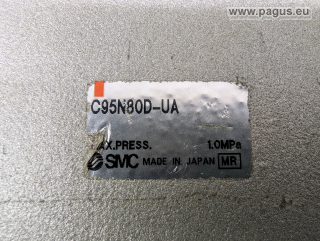 www.pagus.eu
C95N80D-UA
AX.PRESS. 1.0MPa
SMC MADE IN JAPAN MR